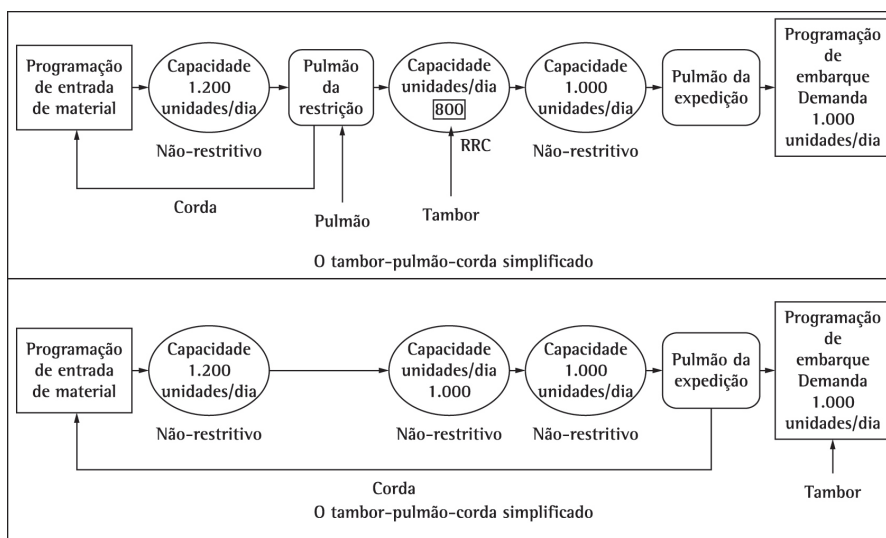 Programação
de entrada
de material
Capacidade
1.200
unidades/dia
Não-restritivo
Pulmão
da
restrição
Capacidade
unidades/dia
800
RRC
Capacidade
1.000
unidades/dia
Não-restritivo
Pulmão da
expedição
Programação
de
embarque
Demanda
1.000
unidades/dia
Corda
Pulmão
Tambor
O tambor-pulmão-corda simplificado
Programação
de entrada
de material
Capacidade
1.200
unidades/dia
Não-restritivo
Capacidade
unidades/dia
1.000
Não-restritivo
Capacidade
1.000
unidades/dia
Não-restritivo
Pulmão da
expedição
Programação
de
embarque
Demanda
1.000
unidades/dia
Corda
Tambor
O tambor-pulmão-corda simplificado